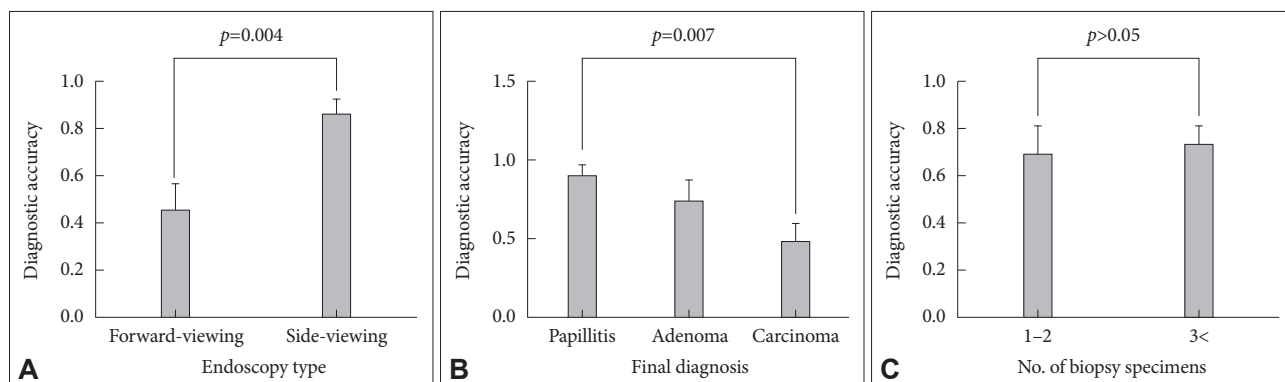 p=0.004
Diagnostic accuracy
1.0
0.8
0.6
0.4
0.2
0.0
Forward-viewing Side-viewing
Endoscopy type
A
p=0.007
Diagnostic accuracy
1.5
1.0
0.5
0.0
Papillitis Adenoma Carcinoma
Final diagnosis
B
p>0.05
Diagnostic accuracy
1.0
0.8
0.6
0.4
0.2
0.0
1–2 3<
No. of biopsy specimens
C